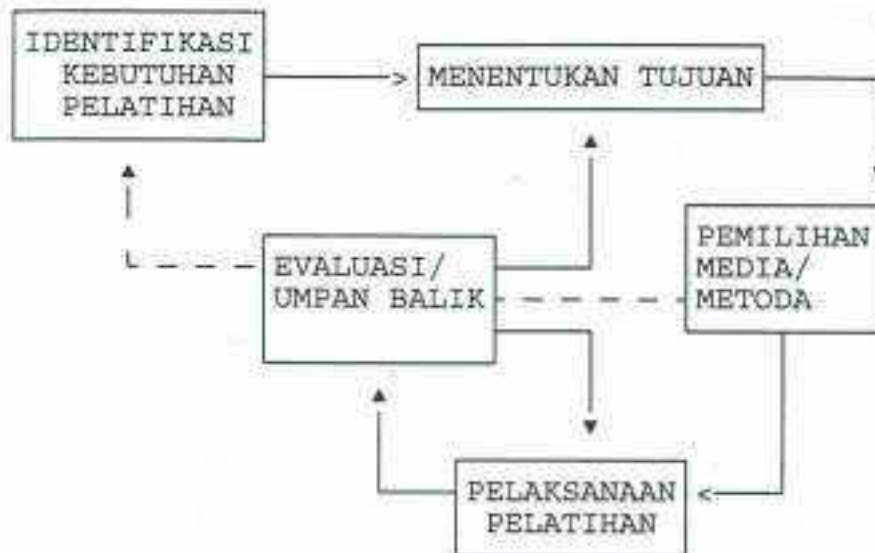 IDENTIFIKASI
KEBUTUHAN
PELATIHAN
MENENTUKAN TUJUAN
PEMILIHAN
MEDIA/
METODA
EVALUASI/
UMPAN BALIK
PELAKSANAAN
PELATIHAN